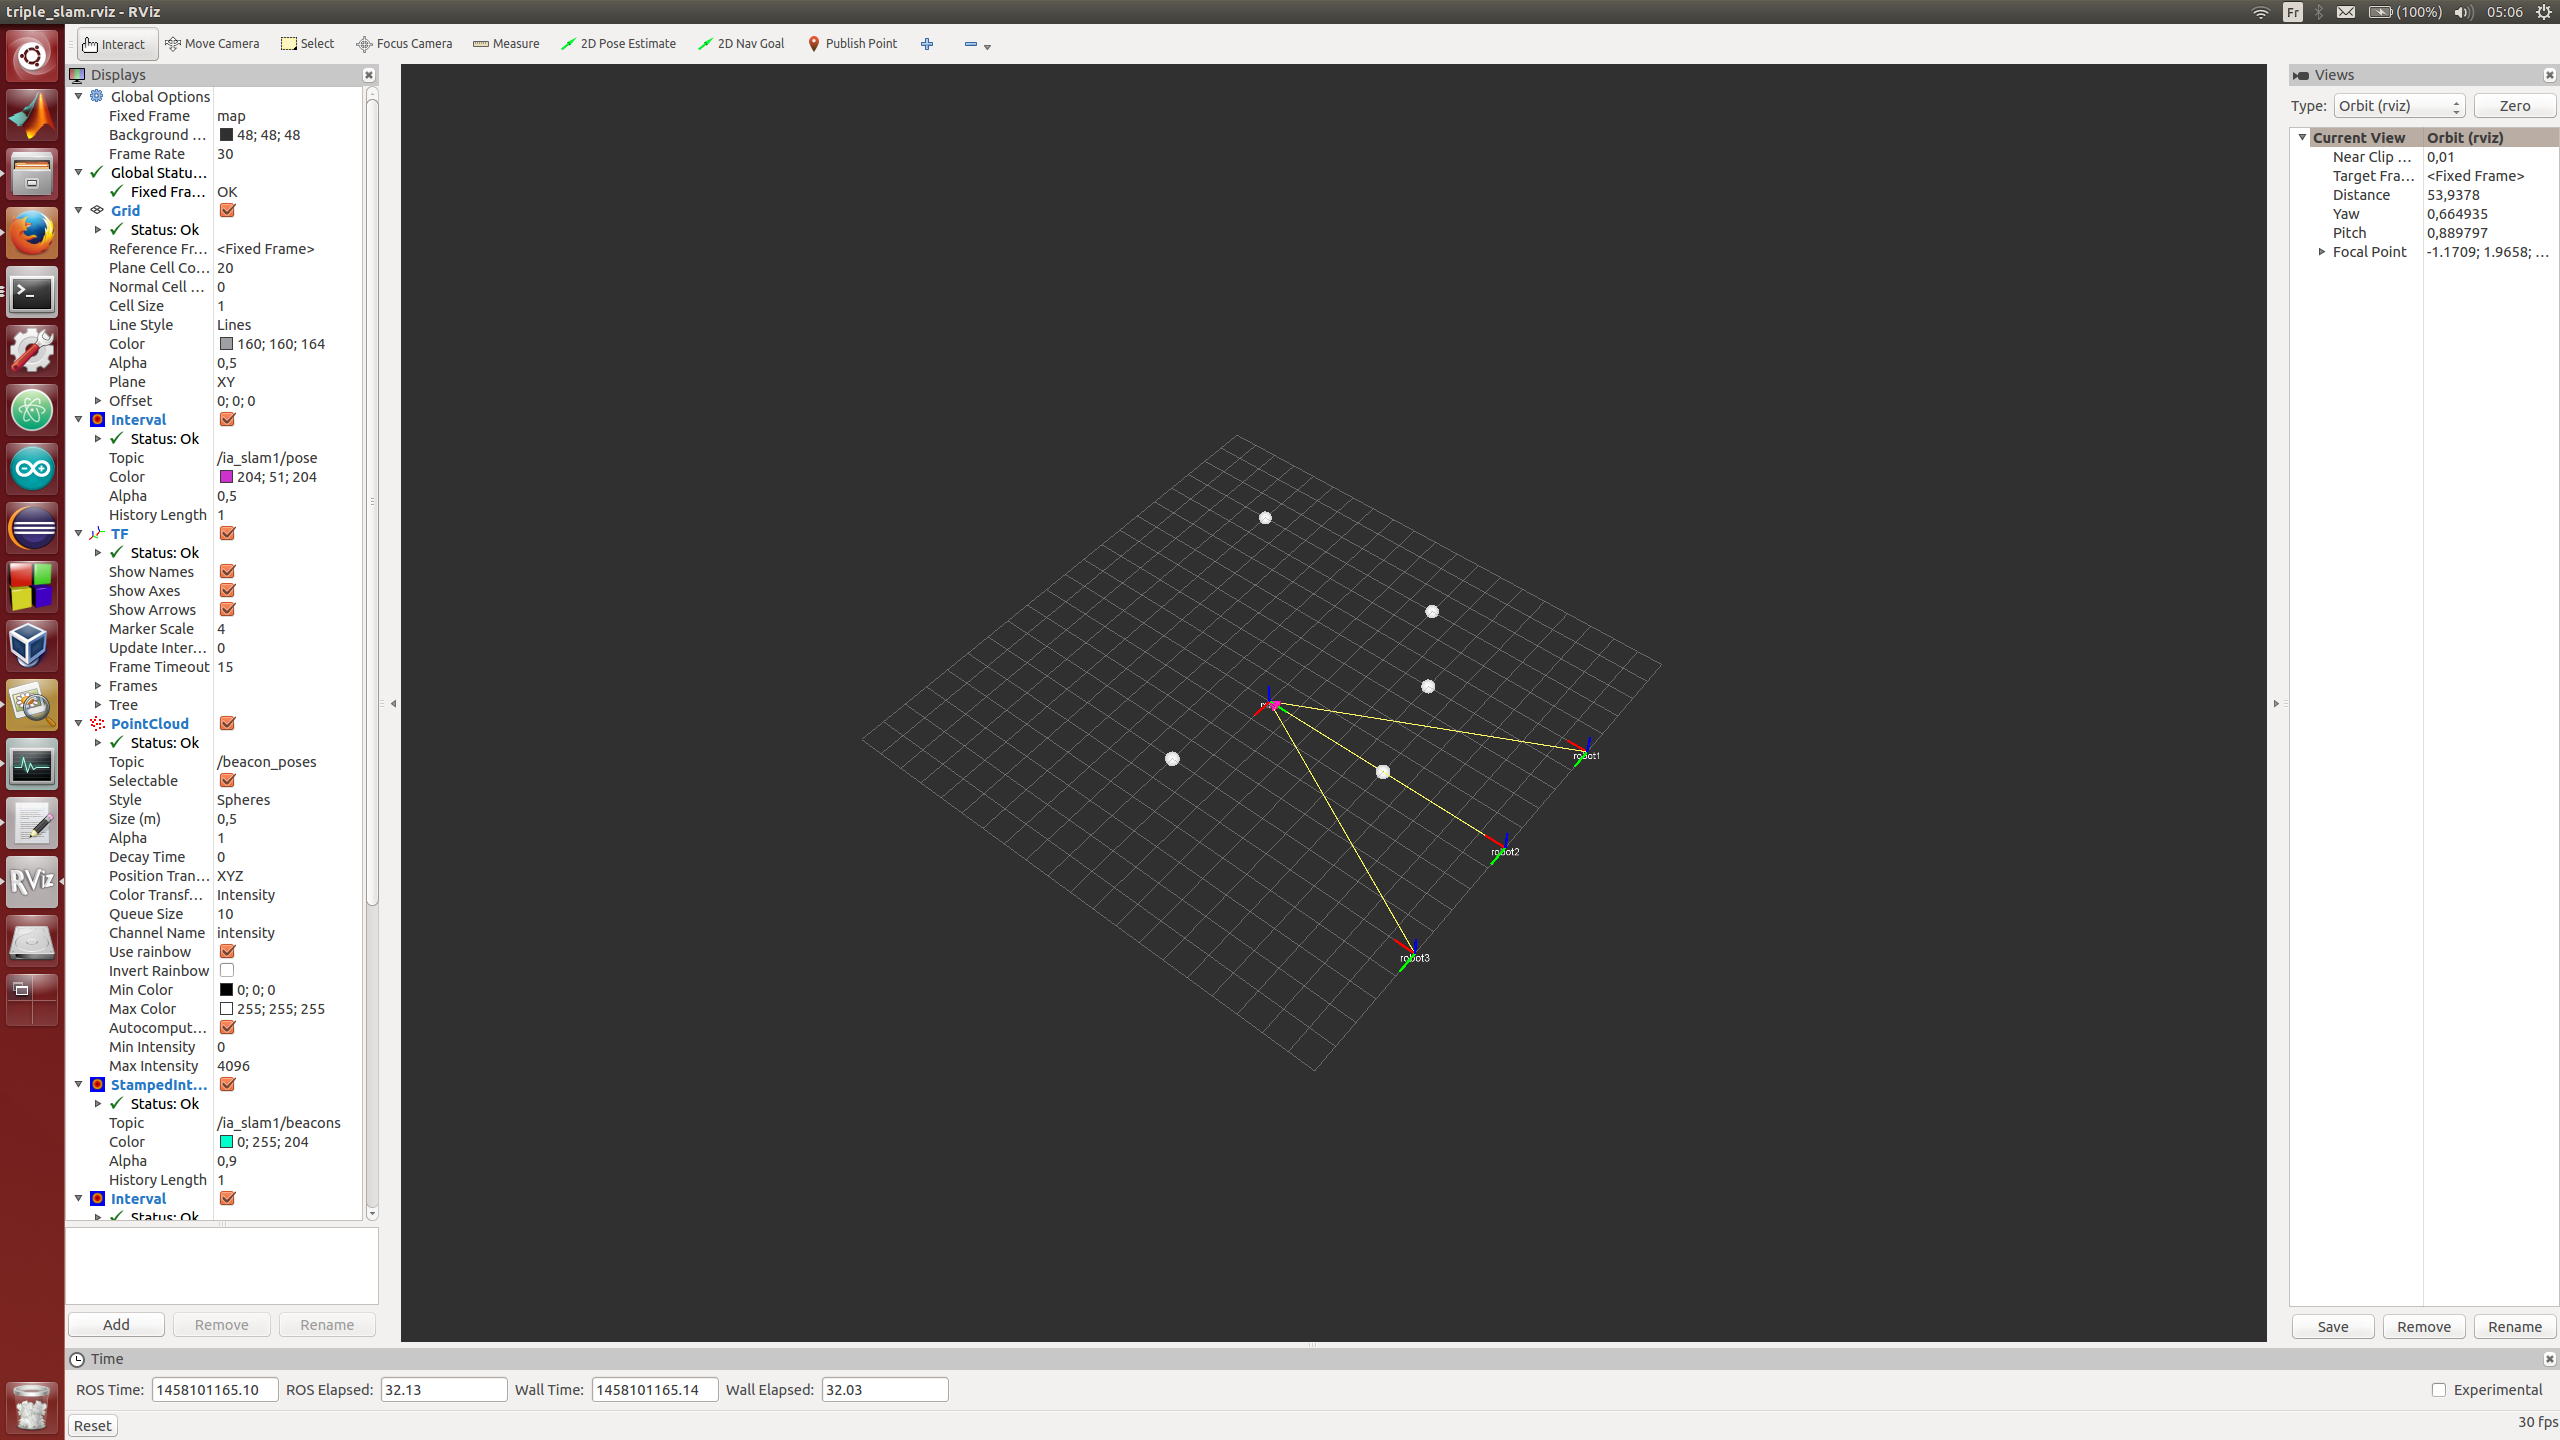 triple_slam.rviz - RViz
Fr (100%) 05:06
Interact Move Camera Select Focus Camera Measure 2D Pose Estimate 2D Nav Goal Publish Point
Displays
Global Options
Fixed Frame map
Background ... 48; 48; 48
Frame Rate 30
Global Statu...
Fixed Fra... OK
Grid
Status: Ok
Reference Fr... <Fixed Frame>
Plane Cell Co... 20
Normal Cell ... 0
Cell Size 1
Line Style Lines
Color 160; 160; 164
Alpha 0,5
Plane XY
Offset 0; 0; 0
Interval
Status: Ok
Topic /ia_slam1/pose
Color 204; 51; 204
Alpha 0,5
History Length 1
TF
Status: Ok
Show Names
Show Axes
Show Arrows
Marker Scale 4
Update Inter... 0
Frame Timeout 15
Frames
Tree
PointCloud
Status: Ok
Topic /beacon_poses
Selectable
Style Spheres
Size (m) 0,5
Alpha 1
Decay Time 0
Position Tran... XYZ
Color Transf... Intensity
Queue Size 10
Channel Name intensity
Use rainbow
Invert Rainbow
Min Color 0; 0; 0
Max Color 255; 255; 255
Autocomput...
Min Intensity 0
Max Intensity 4096
StampedInt...
Status: Ok
Topic /ia_slam1/beacons
Color 0; 255; 204
Alpha 0,9
History Length 1
Interval
Status: Ok
Add Remove Rename
robot1
robot2
robot3
RViz
Views
Type: Orbit (rviz) Zero
Current View Orbit (rviz)
Near Clip ... 0,01
Target Fra... <Fixed Frame>
Distance 53,9378
Yaw 0,664935
Pitch 0,889797
Focal Point -1.1709; 1.9658; ...
Save Remove Rename
Time
ROS Time: 1458101165.10 ROS Elapsed: 32.13 Wall Time: 1458101165.14 Wall Elapsed: 32.03 Experimental
Reset 30 fps